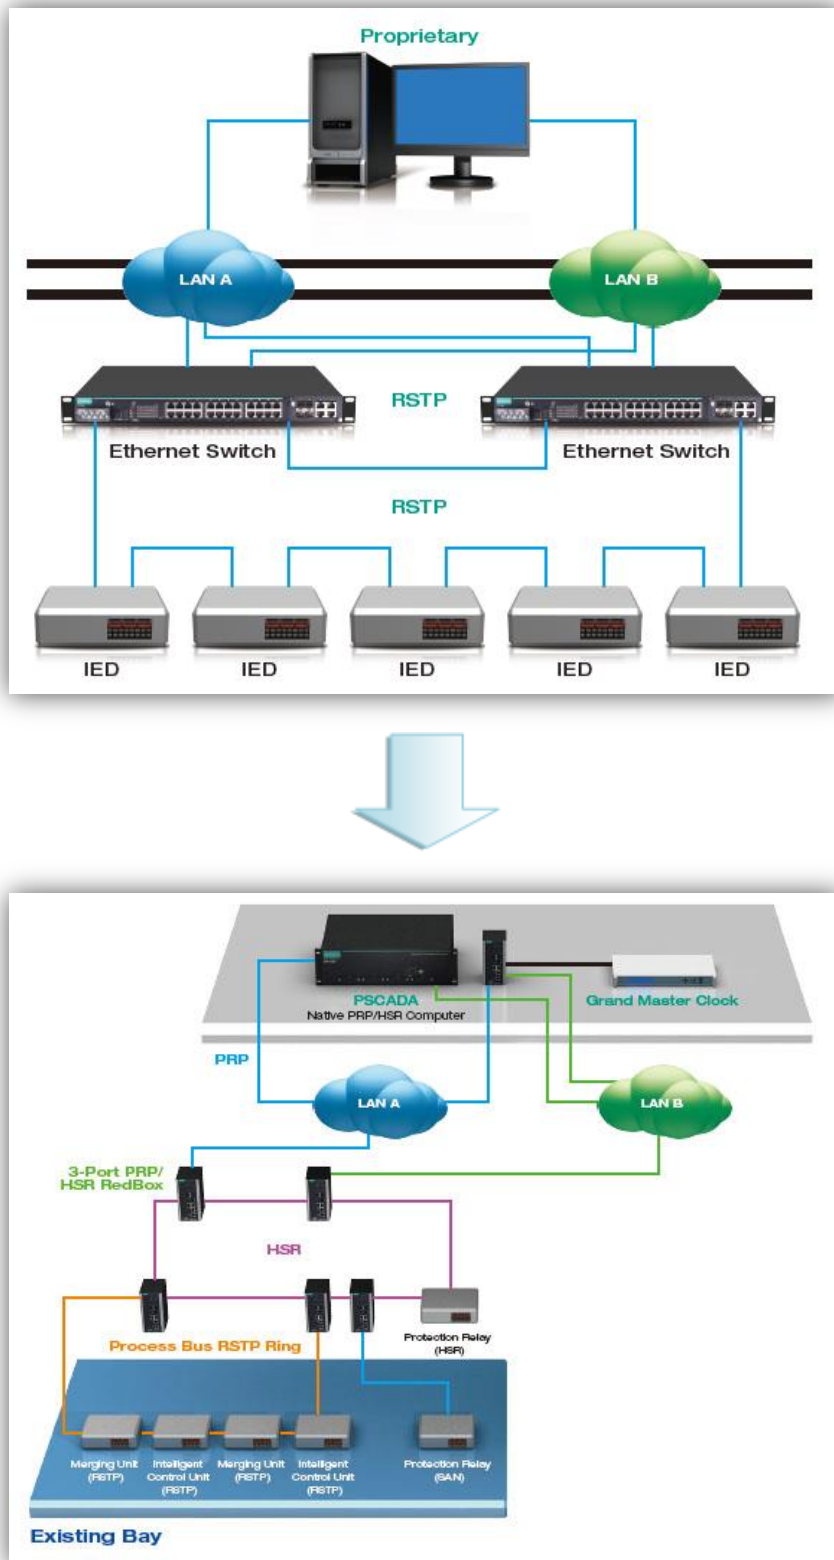 Proprietary
LAN A
LAN B
RSTP
Ethernet Switch
Ethernet Switch
RSTP
IED
IED
IED
IED
IED
PSCADA
Native PRP/HSR Computer
Grand Master Clock
PRP
LAN A
LAN B
3-Port PRP/
HSR RedBox
HSR
Protection Relay
(HSR)
Process Bus RSTP Ring
Merging Unit
(RSTP)
Intelligent
Control Unit
(RSTP)
Merging Unit
(RSTP)
Intelligent
Control Unit
(RSTP)
Protection Relay
(SAN)
Existing Bay